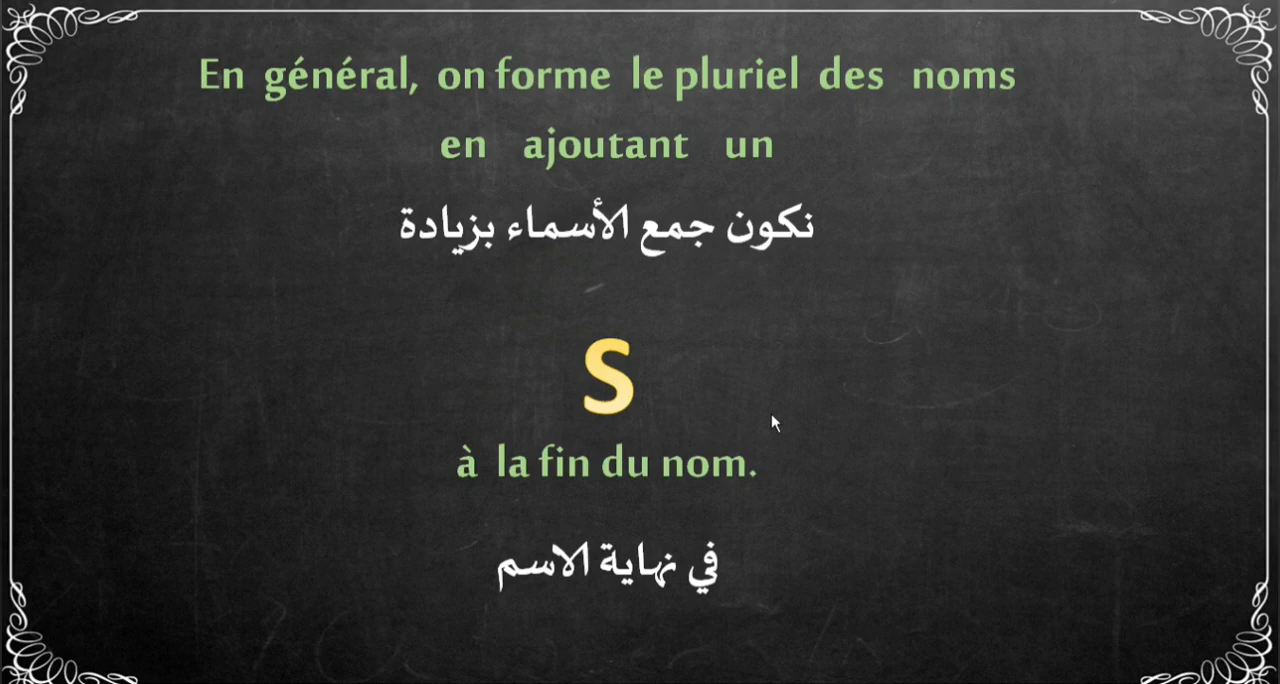 En général, on forme le pluriel des noms
en ajoutant un
نكون جمع الأسماء بزيادة
S
à la fin du nom.
في نهاية الاسم